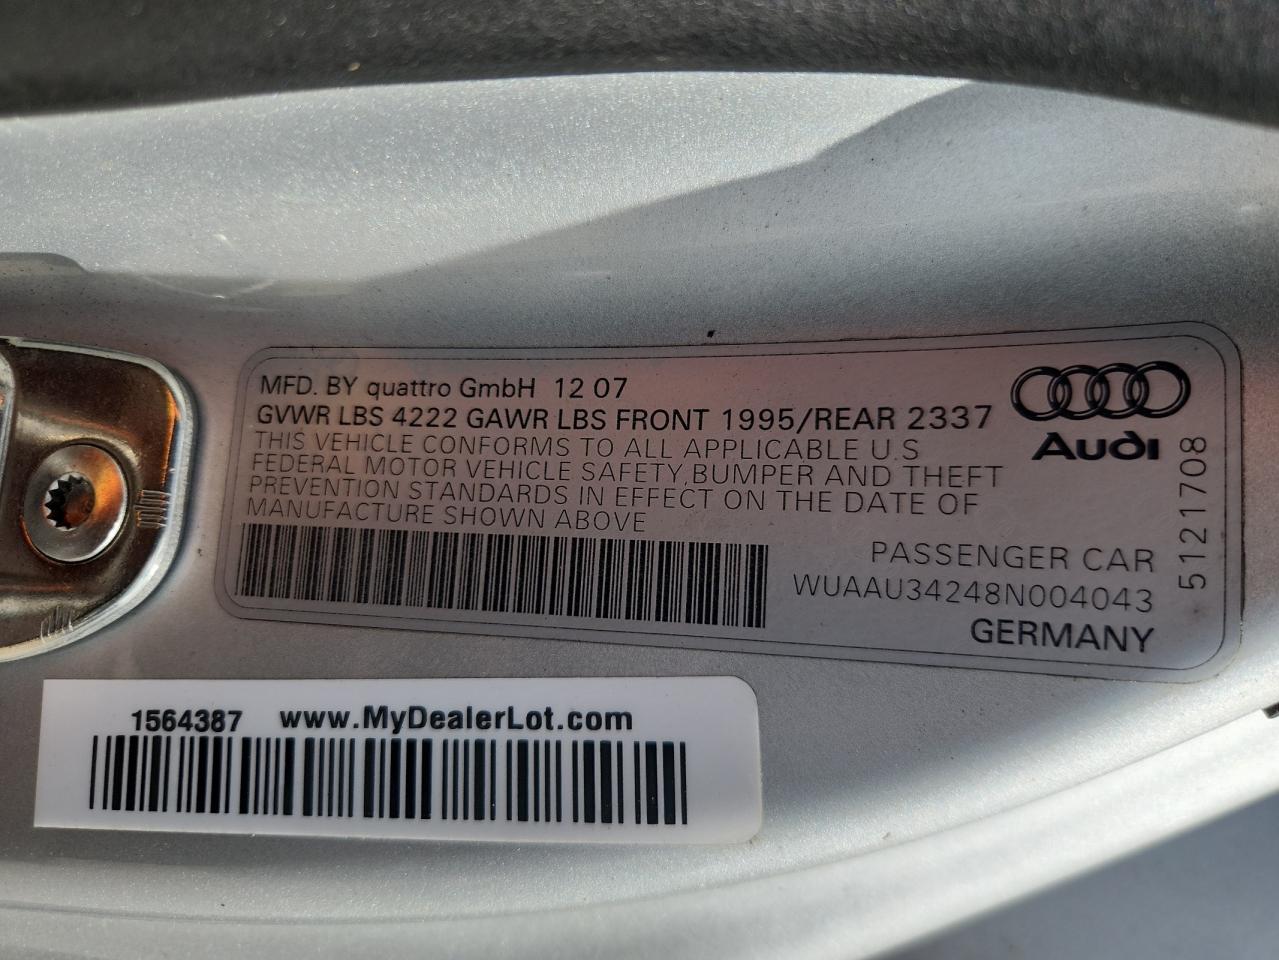 MFD. BY quattro GmbH 12 07
GVWR LBS 4222 GAWR LBS FRONT 1995/REAR 2337
THIS VEHICLE CONFORMS TO ALL APPLICABLE U.S
FEDERAL MOTOR VEHICLE SAFETY, BUMPER AND THEFT
PREVENTION STANDARDS IN EFFECT ON THE DATE OF
MANUFACTURE SHOWN ABOVE
Audi
PASSENGER CAR
WUAAU34248N004043
GERMANY
5121708
1564387 www.MyDealerLot.com